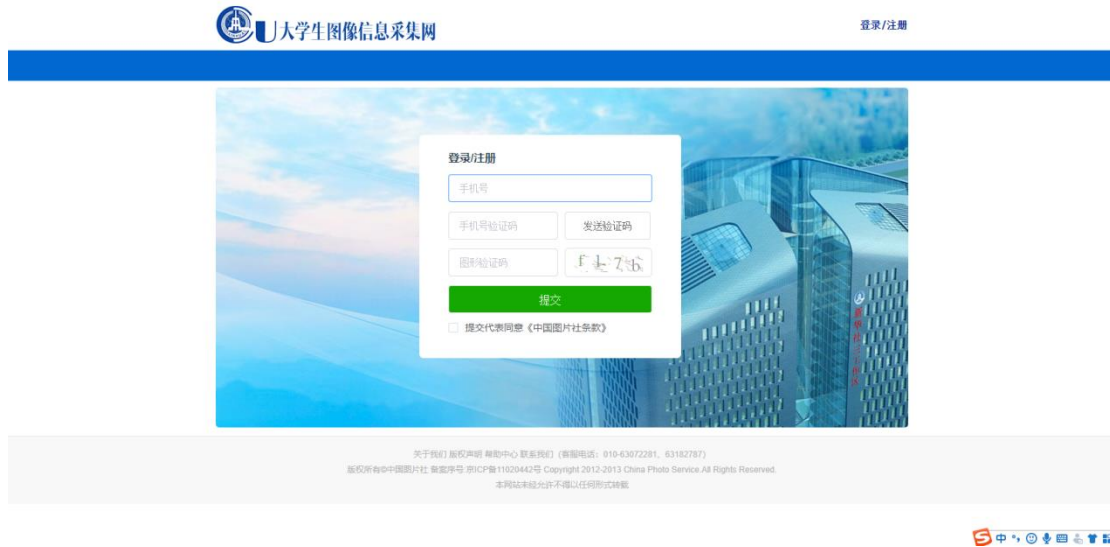 大学生图像信息采集网
登录/注册
登录/注册
手机号
手机号验证码
发送验证码
图形验证码
提交
提交代表同意《中国图片社条款》
关于我们 版权声明 帮助中心 联系我们 (客服电话: 010-63072281、63182787)
版权所有©中国图片社 备案序号:京ICP备11020442号 Copyright 2012-2013 China Photo Service.All Rights Reserved.
本网站未经允许不得以任何形式转载
中